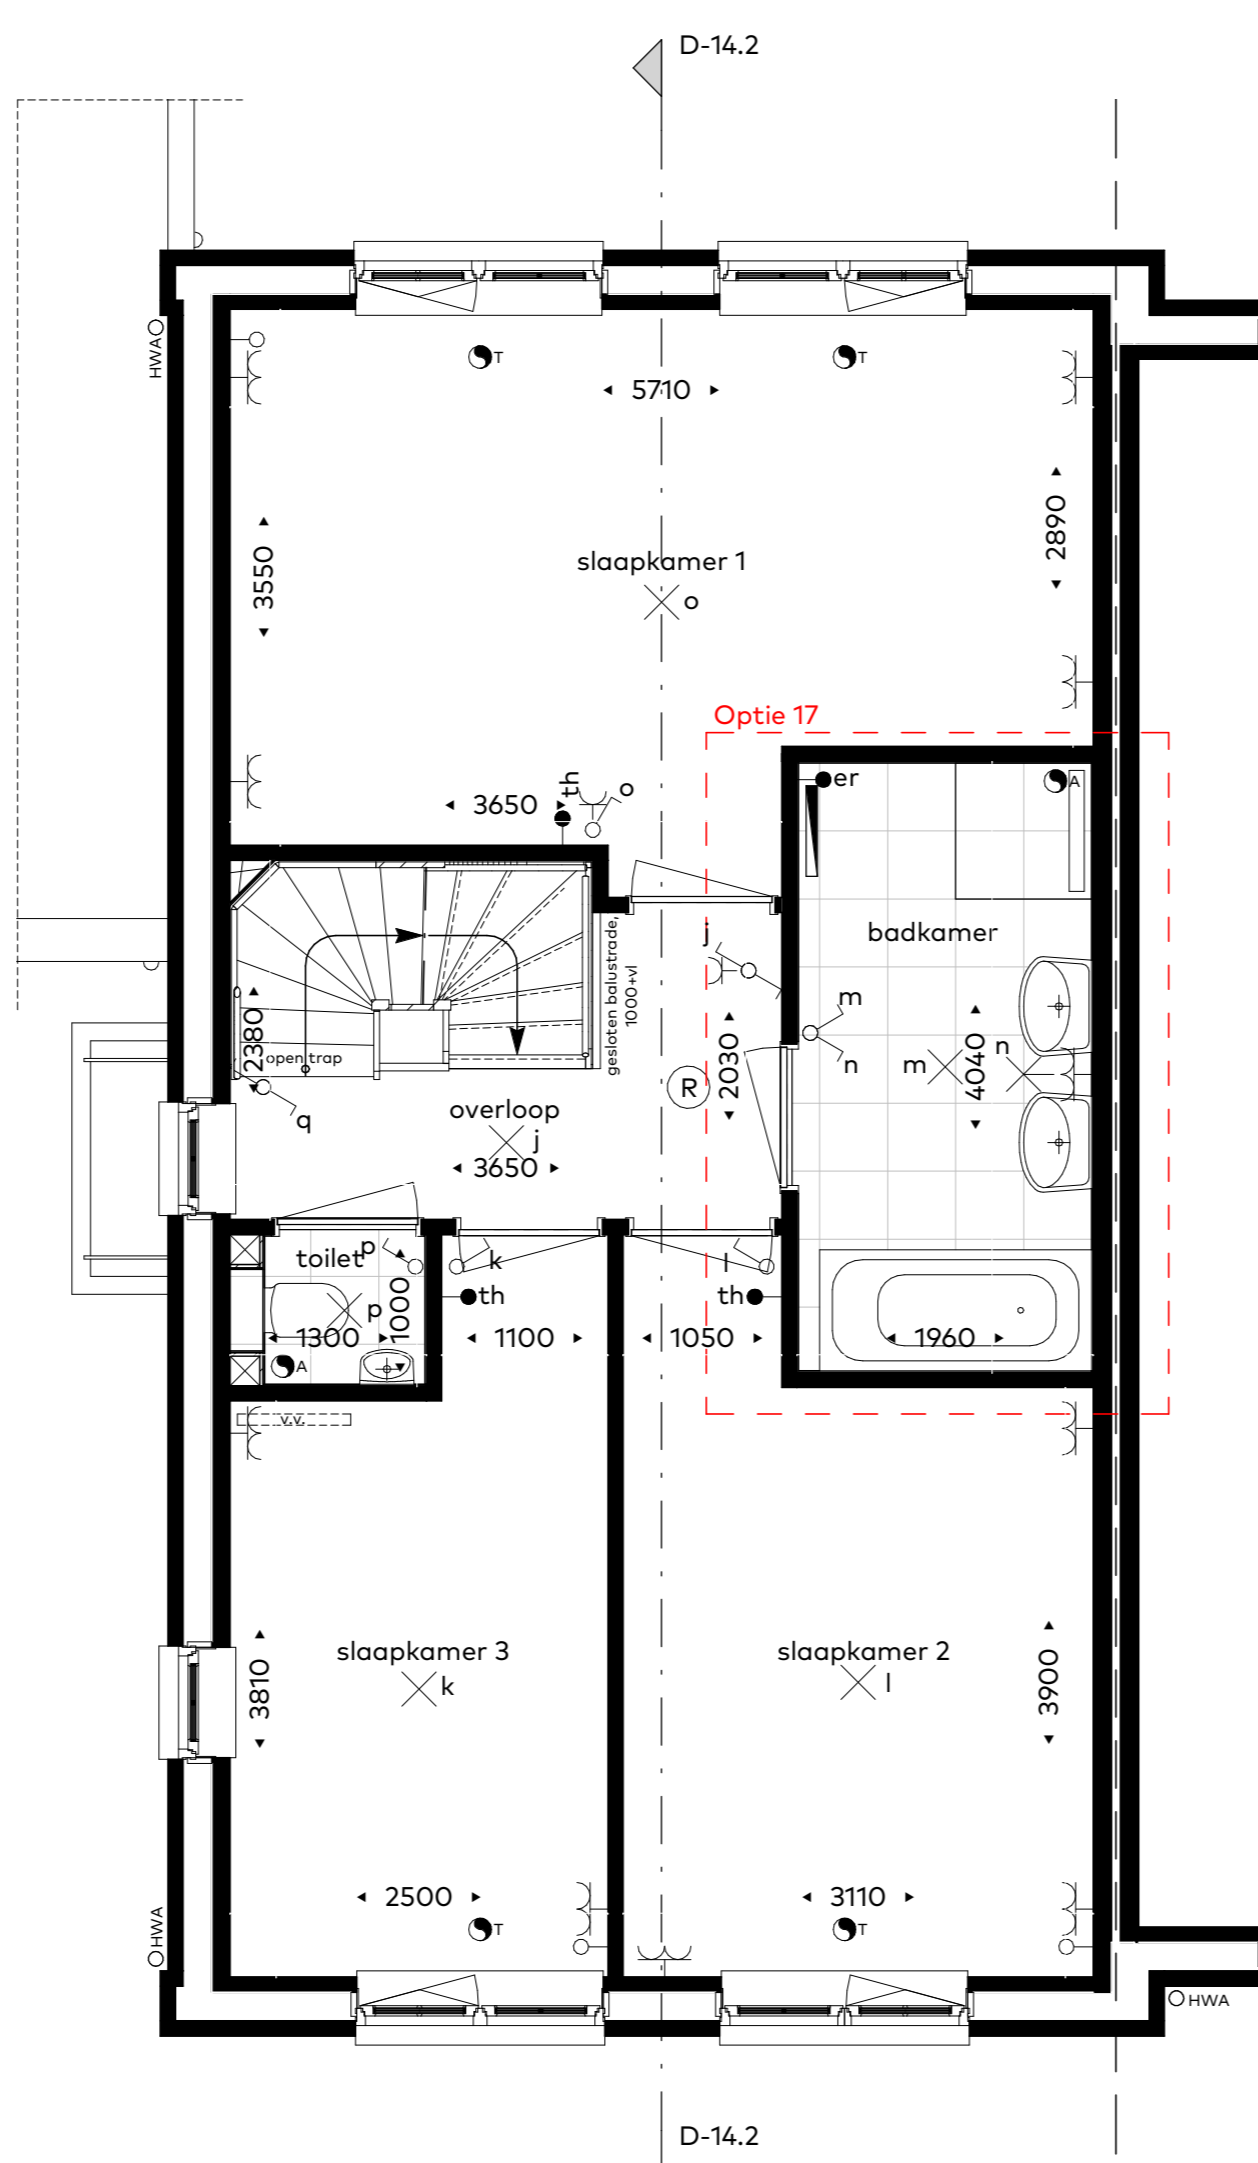 D-14.2
HWA
T
T
5710
3550
2890
slaapkamer 1
o
Optie 17
th
o
3650
er
A
badkamer
j
gesloten balustrade,
1000+vl
m
n
m
4040
n
2380
open trap
q
R
2030
overloop
j
3650
toilet
p
p
1000
1300
A
k
th
1100
l
th
1050
1960
v.v.
slaapkamer 3
k
slaapkamer 2
l
3810
3900
2500
T
3110
T
HWA
HWA
D-14.2